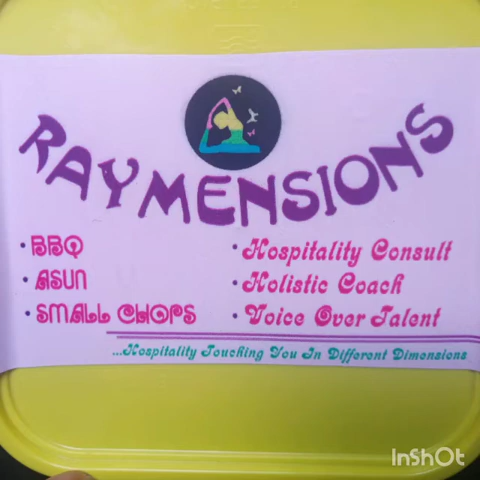 RAYMENSIONS
• BBQ
• ASUN
• SMALL CHOPS
• Hospitality Consult
• Holistic Coach
• Voice Over Talent
...Hospitality Touching You In Different Dimensions
InShOt